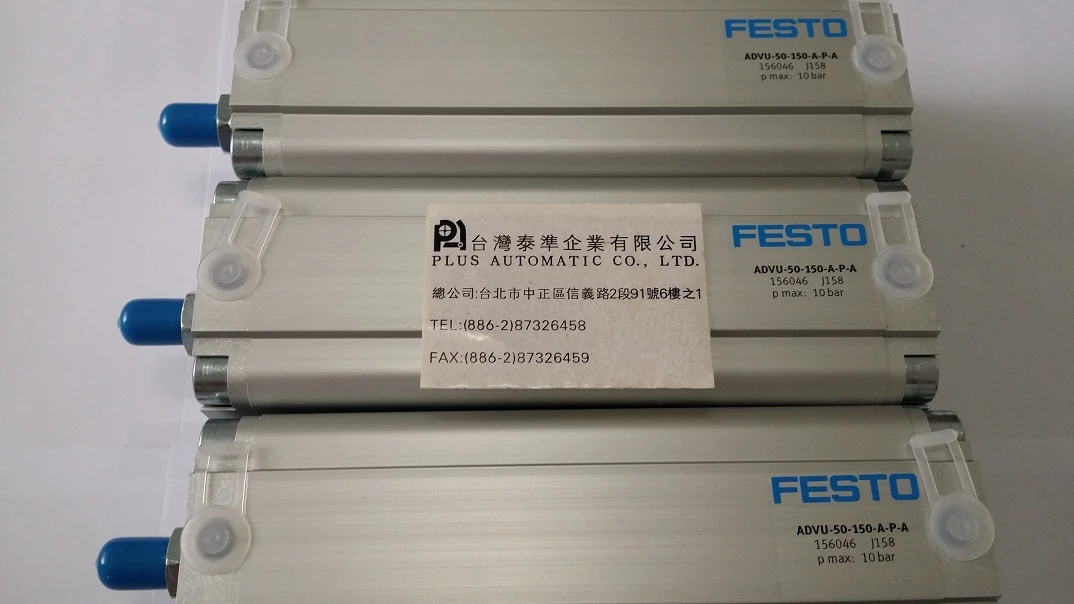 FESTO
ADVU-50-150-A-P-A
156046 J158
p max: 10 bar
台灣泰準企業有限公司
PLUS AUTOMATIC CO., LTD.
總公司:台北市中正區信義路2段91號6樓之1
TEL:(886-2)87326458
FAX:(886-2)87326459
FESTO
ADVU-50-150-A-P-A
156046 J158
p max: 10 bar
FESTO
ADVU-50-150-A-P-A
156046 J158
p max: 10 bar